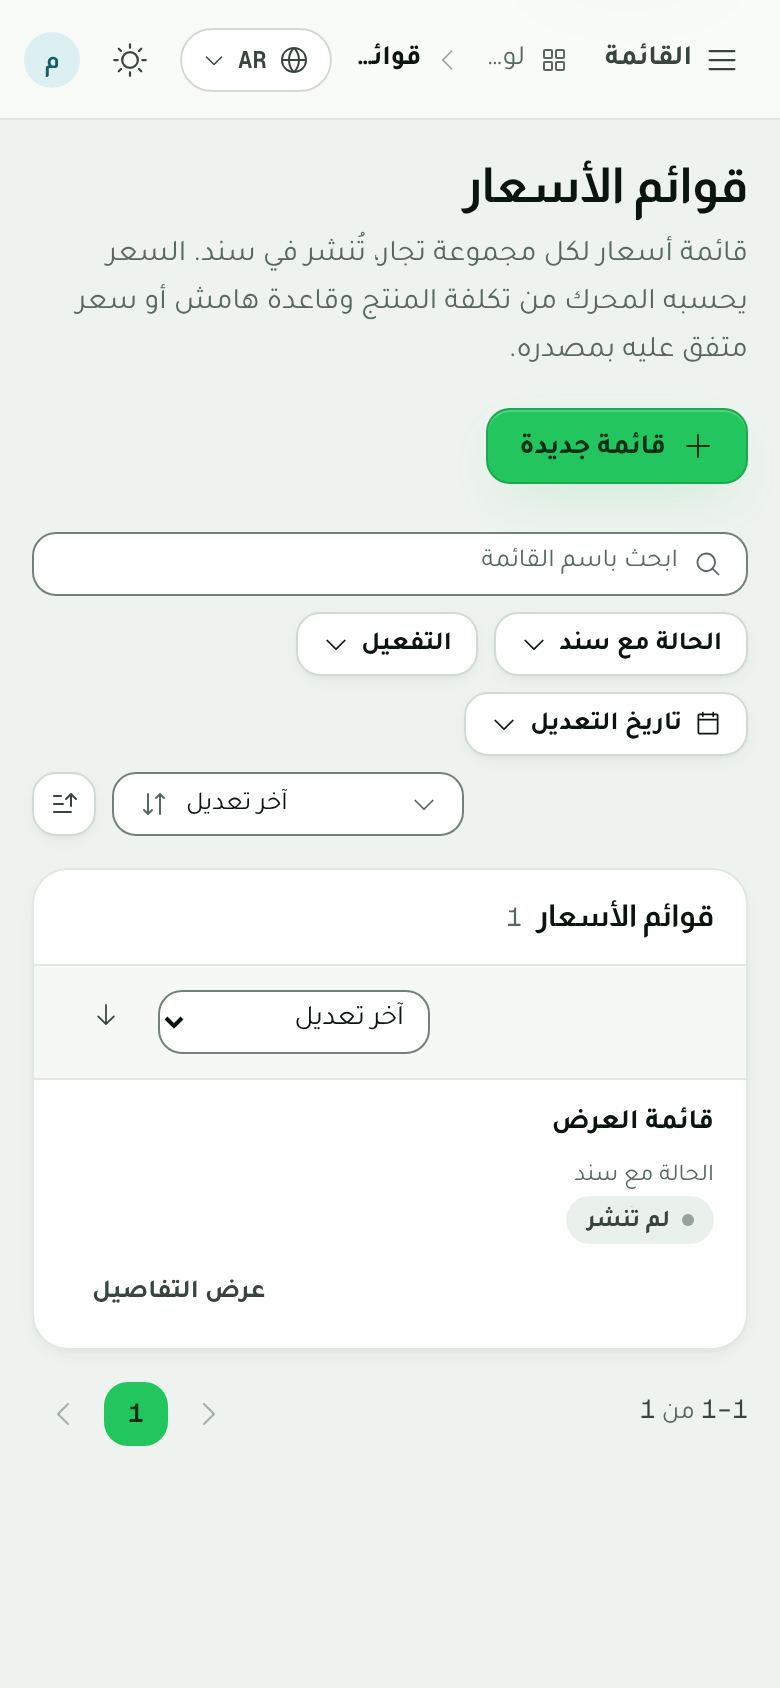 القائمة
لو...
قوائـ...
AR
م
قوائم الأسعار
قائمة أسعار لكل مجموعة تجار، تُنشر في سند. السعر
يحسبه المحرك من تكلفة المنتج وقاعدة هامش أو سعر
متفق عليه بمصدره.
قائمة جديدة
ابحث باسم القائمة
الحالة مع سند
التفعيل
تاريخ التعديل
آخر تعديل
قوائم الأسعار 1
آخر تعديل
قائمة العرض
الحالة مع سند
لم تنشر
عرض التفاصيل
1–1 من 1
1